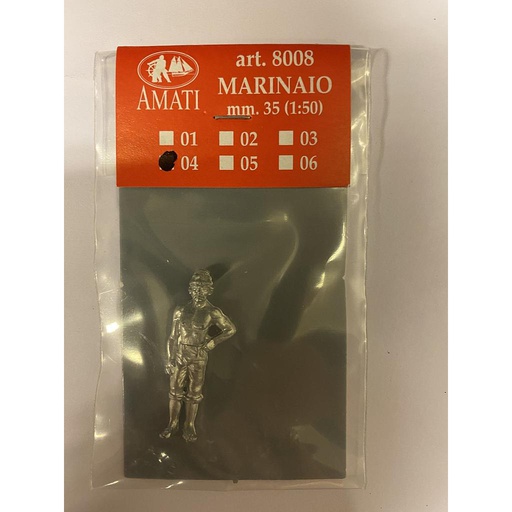 AMATI
art. 8008
MARINAIO
mm. 35 (1:50)
01 02 03
04 05 06